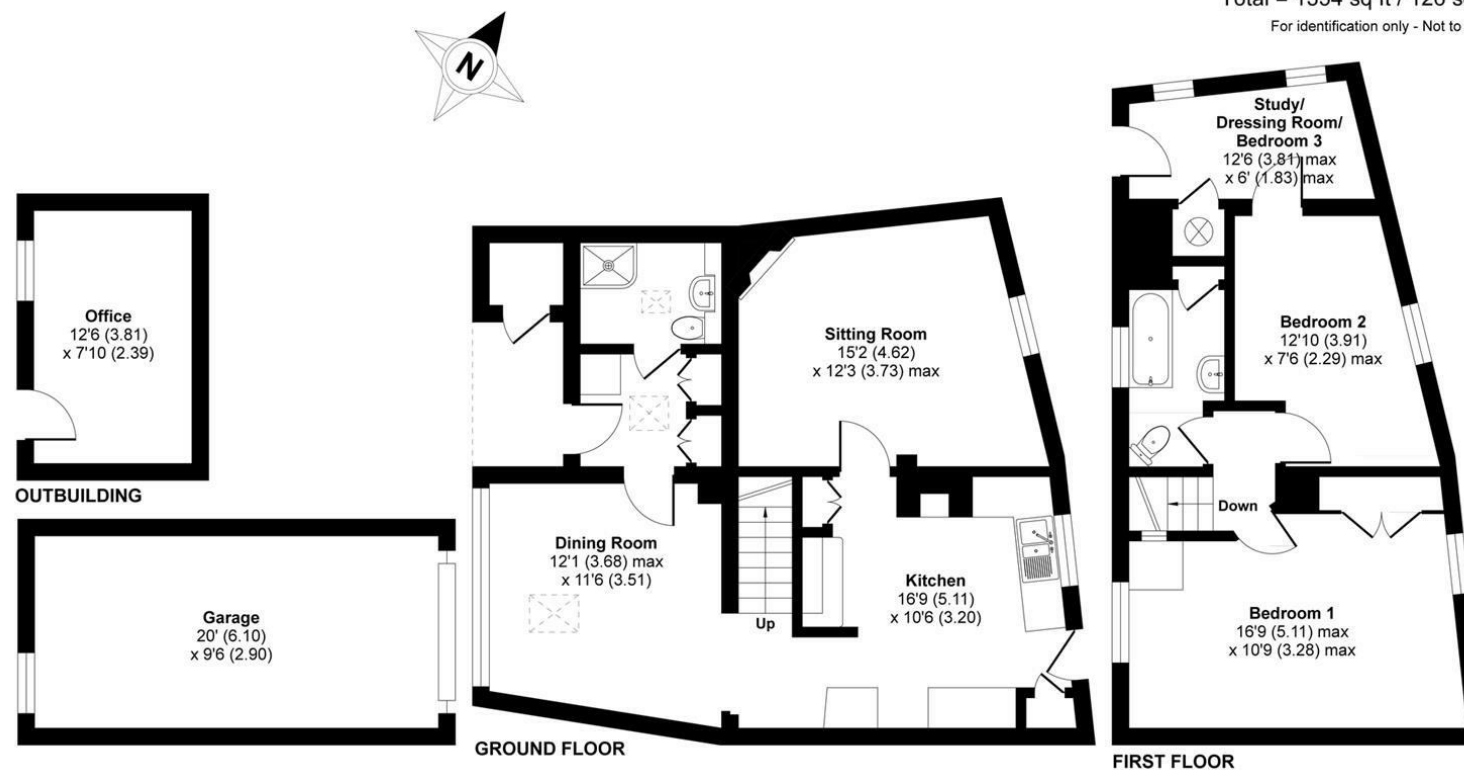 Total = 1354 sq ft / 126 s
For identification only - Not to
N
Study/
Dressing Room/
Bedroom 3
12'6 (3.81) max
x 6' (1.83) max
Office
12'6 (3.81)
x 7'10 (2.39)
OUTBUILDING
Sitting Room
15'2 (4.62)
x 12'3 (3.73) max
Bedroom 2
12'10 (3.91)
x 7'6 (2.29) max
Down
Dining Room
12'1 (3.68) max
x 11'6 (3.51)
Up
Kitchen
16'9 (5.11)
x 10'6 (3.20)
Garage
20' (6.10)
x 9'6 (2.90)
Bedroom 1
16'9 (5.11) max
x 10'9 (3.28) max
GROUND FLOOR
FIRST FLOOR